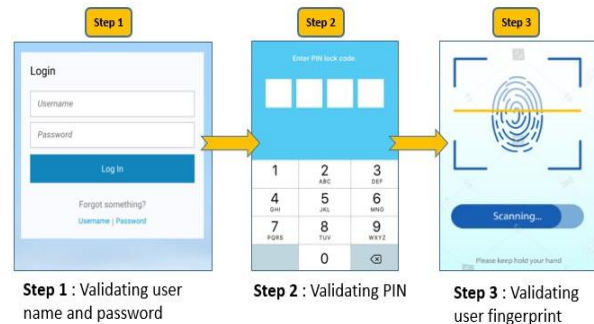 Step 1
Step 2
Step 3
Login
Username
Password
Log In
Forgot something?
Username | Password
Enter PIN lock code.
1
2
ABC
3
DEF
4
GHI
5
JKL
6
MNO
7
PQRS
8
TUV
9
WXYZ
0
Scanning...
Please keep hold your hand
Step 1 : Validating user
name and password
Step 2 : Validating PIN
Step 3 : Validating
user fingerprint